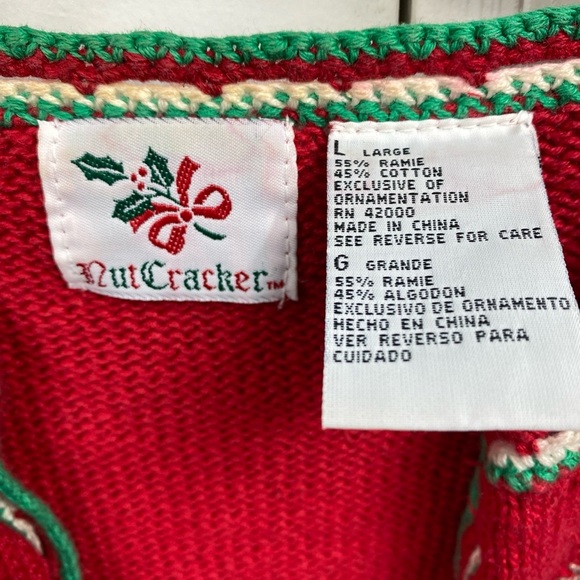 NutCracker™
L LARGE
55% RAMIE
45% COTTON
EXCLUSIVE OF
ORNAMENTATION
RN 42000
MADE IN CHINA
SEE REVERSE FOR CARE
G GRANDE
55% RAMIE
45% ALGODON
EXCLUSIVO DE ORNAMENTO
HECHO EN CHINA
VER REVERSO PARA
CUIDADO